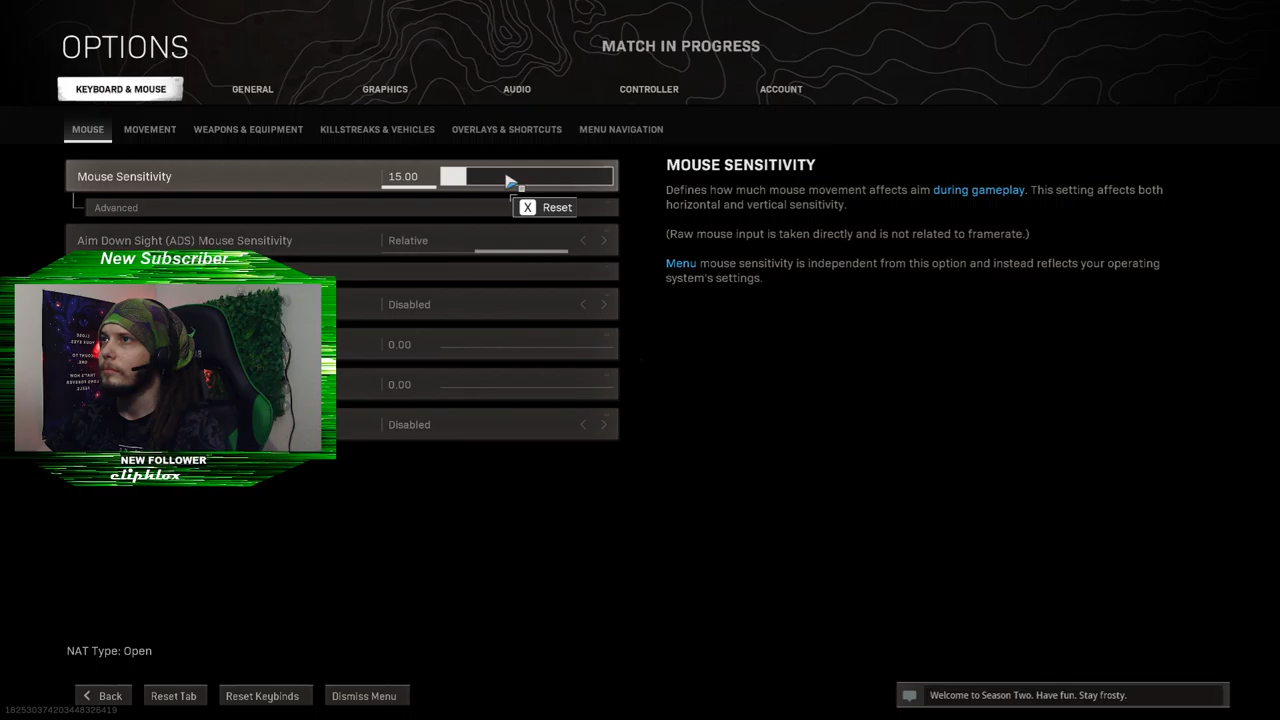 OPTIONS
MATCH IN PROGRESS
KEYBOARD & MOUSE
GENERAL
GRAPHICS
AUDIO
CONTROLLER
ACCOUNT
MOUSE
MOVEMENT
WEAPONS & EQUIPMENT
KILLSTREAKS & VEHICLES
OVERLAYS & SHORTCUTS
MENU NAVIGATION
Mouse Sensitivity
15.00
X Reset
Advanced
Aim Down Sight (ADS) Mouse Sensitivity
Relative
Disabled
0.00
0.00
Disabled
New Subscriber
NEW FOLLOWER
cliphlox
MOUSE SENSITIVITY
Defines how much mouse movement affects aim during gameplay. This setting affects both
horizontal and vertical sensitivity.
(Raw mouse input is taken directly and is not related to framerate.)
Menu mouse sensitivity is independent from this option and instead reflects your operating
system's settings.
NAT Type: Open
Back
Reset Tab
Reset Keybinds
Dismiss Menu
Welcome to Season Two. Have fun. Stay frosty.
182530374203448326419